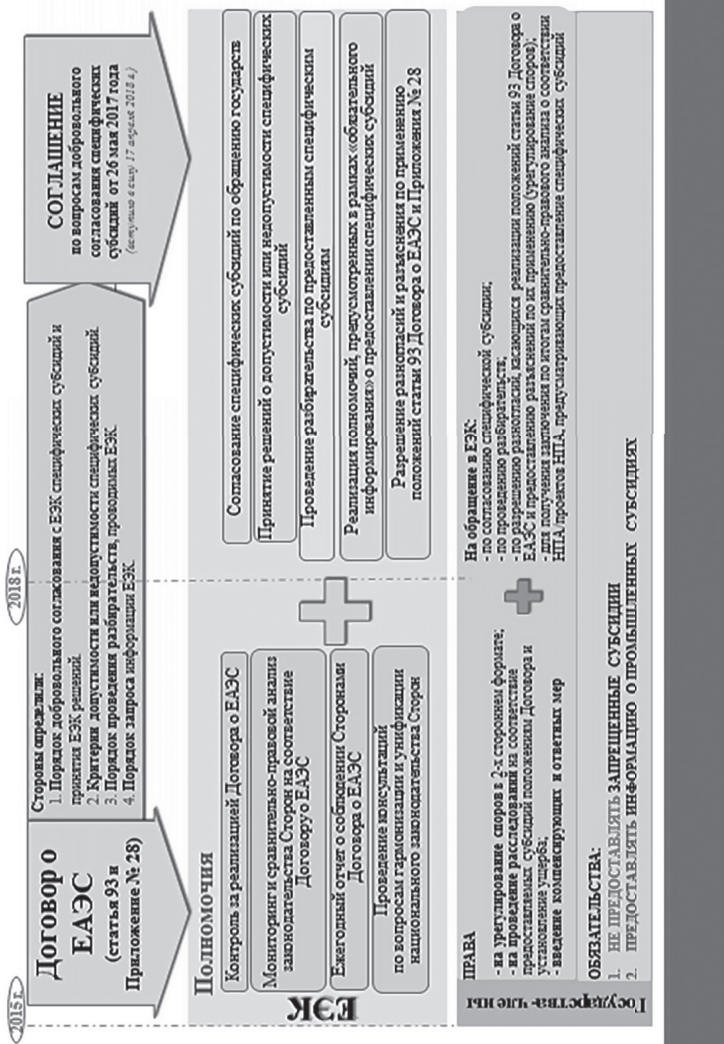 2015 г.
2018 г.
Договор о
ЕАЭС
(статья 93 и
Приложение № 28)
Стороны определили:
1. Порядок добровольного согласования с ЕЭК специфических субсидий и
принятия ЕЭК решений.
2. Критерии допустимости или недопустимости специфических субсидий.
3. Порядок проведения разбирательств, проводимых ЕЭК.
4. Порядок запроса информации ЕЭК.
СОГЛАШЕНИЕ
по вопросам добровольного
согласования специфических
субсидий от 26 мая 2017 года
(вступило в силу 17 апреля 2018 г.)
ЕЭК
Полномочия
Контроль за реализацией Договора о ЕАЭС
Мониторинг и сравнительно-правовой анализ
законодательства Сторон на соответствие
Договору о ЕАЭС
Ежегодный отчет о соблюдении Сторонами
Договора о ЕАЭС
Проведение консультаций
по вопросам гармонизации и унификации
национального законодательства Сторон
Согласование специфических субсидий по обращению государств
Принятие решений о допустимости или недопустимости специфических
субсидий
Проведение разбирательства по предоставленным специфическим
субсидиям
Реализация полномочий, предусмотренных в рамках «обязательного
информирования» о предоставлении специфических субсидий
Разрешение разногласий и разъяснения по применению
положений статьи 93 Договора о ЕАЭС и Приложения № 28
Государства-члены
ПРАВА
- на урегулирование споров в 2-х стороннем формате;
- на проведение расследований на соответствие
предоставляемых субсидий положениям Договора и
установление ущерба;
- введение компенсирующих и ответных мер
На обращение в ЕЭК:
- по согласованию специфической субсидии;
- по проведению разбирательств;
- по разрешению разногласий, касающихся реализации положений статьи 93 Договора о
ЕАЭС и предоставлению разъяснений по их применению (урегулирование споров);
- для получения заключения по итогам сравнительно-правового анализа о соответствии
НПА/проектов НПА, предусматривающих предоставление специфических субсидий
ОБЯЗАТЕЛЬСТВА:
1. НЕ ПРЕДОСТАВЛЯТЬ ЗАПРЕЩЕННЫЕ СУБСИДИИ
2. ПРЕДОСТАВЛЯТЬ ИНФОРМАЦИЮ О ПРОМЫШЛЕННЫХ СУБСИДИЯХ